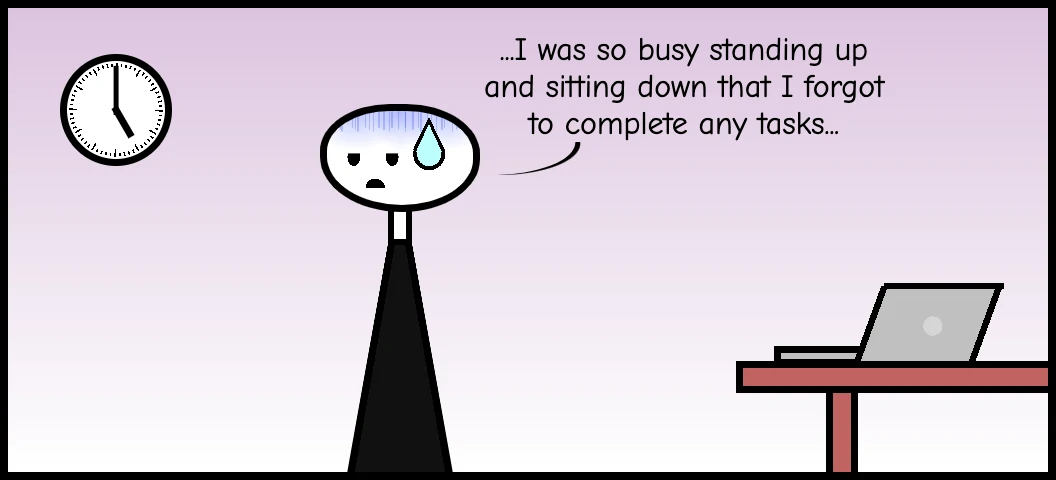 ...I was so busy standing up
and sitting down that I forgot
to complete any tasks...